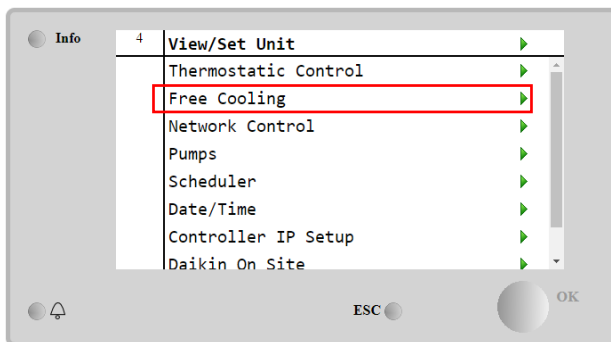 Info
4 View/Set Unit
Thermostatic Control
Free Cooling
Network Control
Pumps
Scheduler
Date/Time
Controller IP Setup
Daikin On Site
ESC
OK